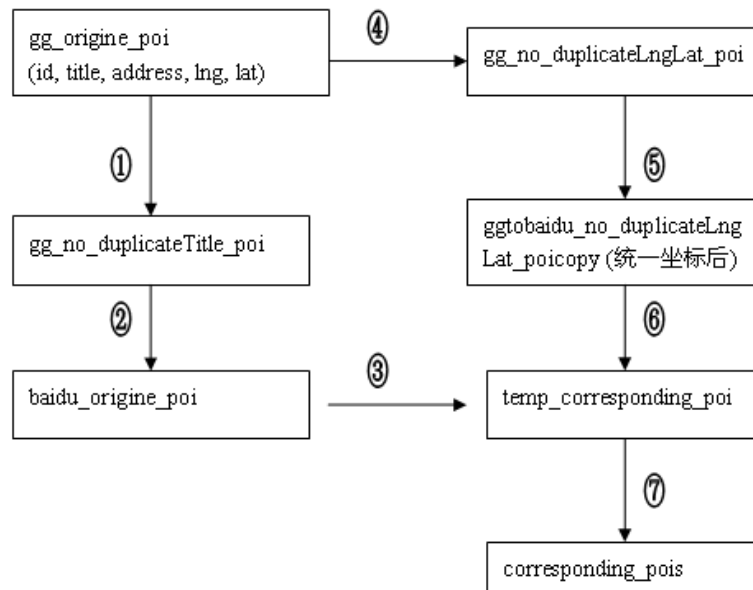 gg_origine_poi
(id, title, address, lng, lat)
④
gg_no_duplicateLngLat_poi
①
⑤
gg_no_duplicateTitle_poi
ggtobaidu_no_duplicateLng
Lat_poicopy (统一坐标后)
②
⑥
baidu_origine_poi
③
temp_corresponding_poi
⑦
corresponding_pois